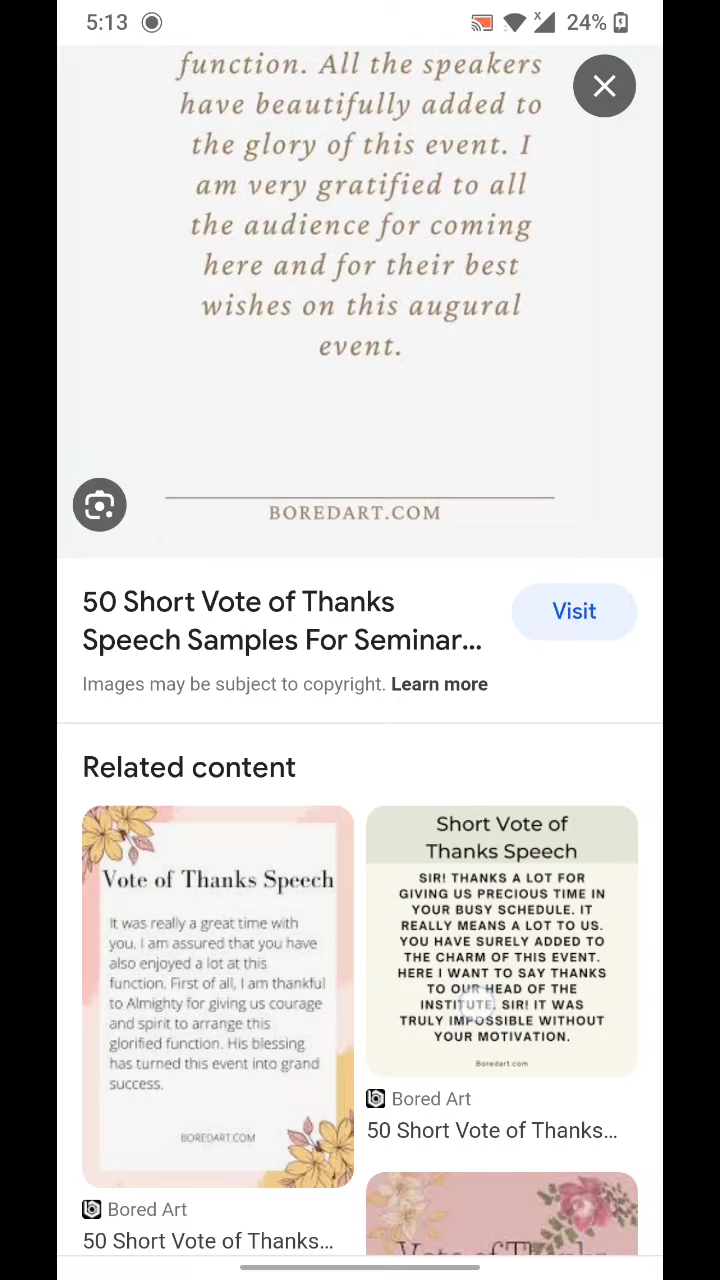 5:13
x
24%
function. All the speakers
have beautifully added to
the glory of this event. I
am very gratified to all
the audience for coming
here and for their best
wishes on this augural
event.
BOREDART.COM
50 Short Vote of Thanks
Speech Samples For Seminar...
Visit
Images may be subject to copyright. Learn more
Related content
Vote of Thanks Speech
It was really a great time with
you. I am assured that you have
also enjoyed a lot at this
function. First of all, I am thankful
to Almighty for giving us courage
and spirit to arrange this
glorified function. His blessing
has turned this event into grand
success.
BOREDART.COM
Bored Art
50 Short Vote of Thanks...
Short Vote of
Thanks Speech
SIR! THANKS A LOT FOR
GIVING US PRECIOUS TIME IN
YOUR BUSY SCHEDULE. IT
REALLY MEANS A LOT TO US.
YOU HAVE SURELY ADDED TO
THE CHARM OF THIS EVENT.
HERE I WANT TO SAY THANKS
TO OUR HEAD OF THE
INSTITUTE. SIR! IT WAS
TRULY IMPOSSIBLE WITHOUT
YOUR MOTIVATION.
Boredart.com
Bored Art
50 Short Vote of Thanks...
Vote of Thanks